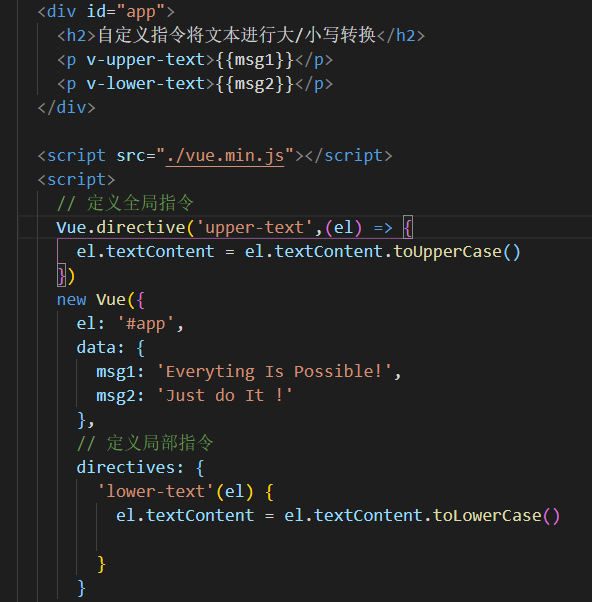 <div id="app">
<h2>自定义指令将文本进行大/小写转换</h2>
<p v-upper-text>{{msg1}}</p>
<p v-lower-text>{{msg2}}</p>
</div>
<script src="./vue.min.js"></script>
<script>
// 定义全局指令
Vue.directive('upper-text',(el) => {
el.textContent = el.textContent.toUpperCase()
})
new Vue({
el: '#app',
data: {
msg1: 'Everyting Is Possible!',
msg2: 'Just do It !'
},
// 定义局部指令
directives: {
'lower-text'(el) {
el.textContent = el.textContent.toLowerCase()
}
}